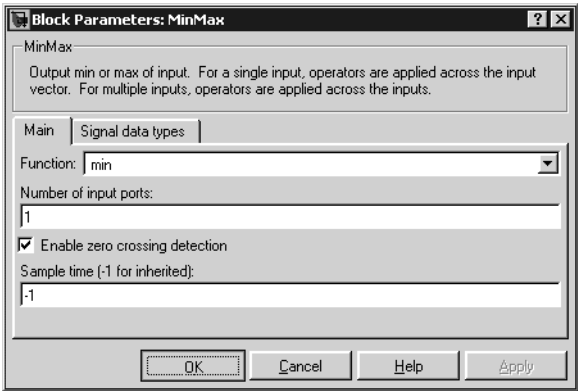 Block Parameters: MinMax
MinMax
Output min or max of input. For a single input, operators are applied across the input
vector. For multiple inputs, operators are applied across the inputs.
Main Signal data types
Function: min
Number of input ports:
1
Enable zero crossing detection
Sample time (-1 for inherited):
-1
OK Cancel Help Apply